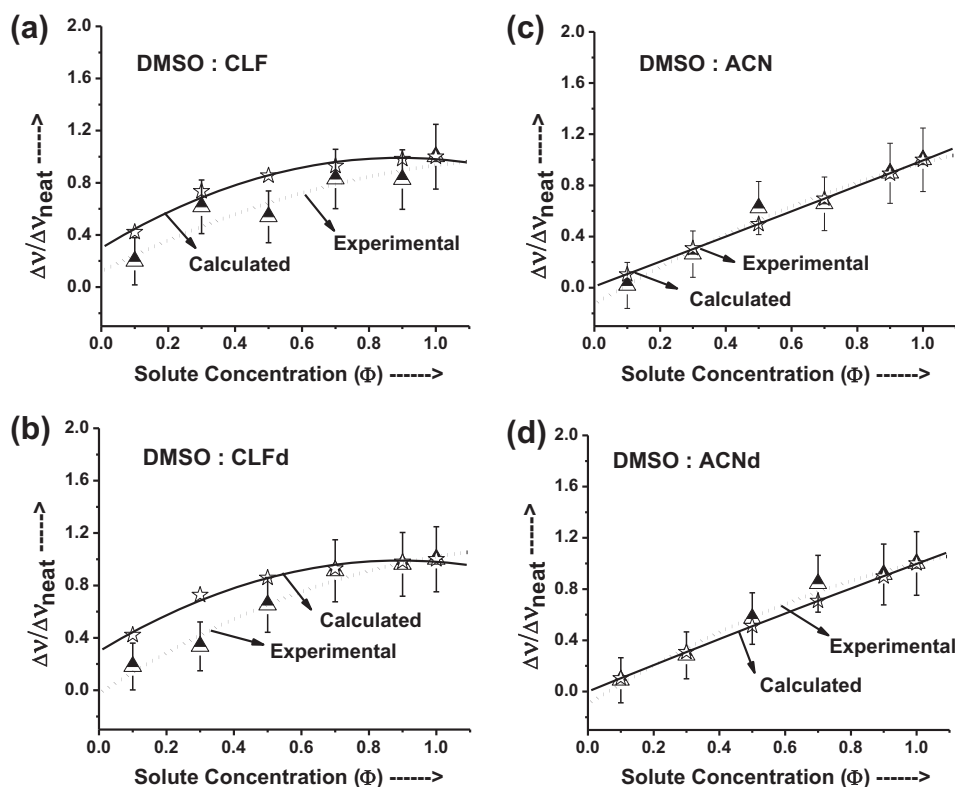 (a)
DMSO : CLF
2.0
1.6
1.2
0.8
0.4
0.0
Δν/Δνneat ----->
Experimental
Calculated
0.0 0.2 0.4 0.6 0.8 1.0
Solute Concentration (Φ) ------>
(c)
DMSO : ACN
2.0
1.6
1.2
0.8
0.4
0.0
Δν/Δνneat ----->
Experimental
Calculated
0.0 0.2 0.4 0.6 0.8 1.0
Solute Concentration (Φ) ------>
(b)
DMSO : CLFd
2.0
1.6
1.2
0.8
0.4
0.0
Δν/Δνneat ----->
Calculated
Experimental
0.0 0.2 0.4 0.6 0.8 1.0
Solute Concentration (Φ) ------>
(d)
DMSO : ACNd
2.0
1.6
1.2
0.8
0.4
0.0
Δν/Δνneat ----->
Experimental
Calculated
0.0 0.2 0.4 0.6 0.8 1.0
Solute Concentration (Φ) ------>